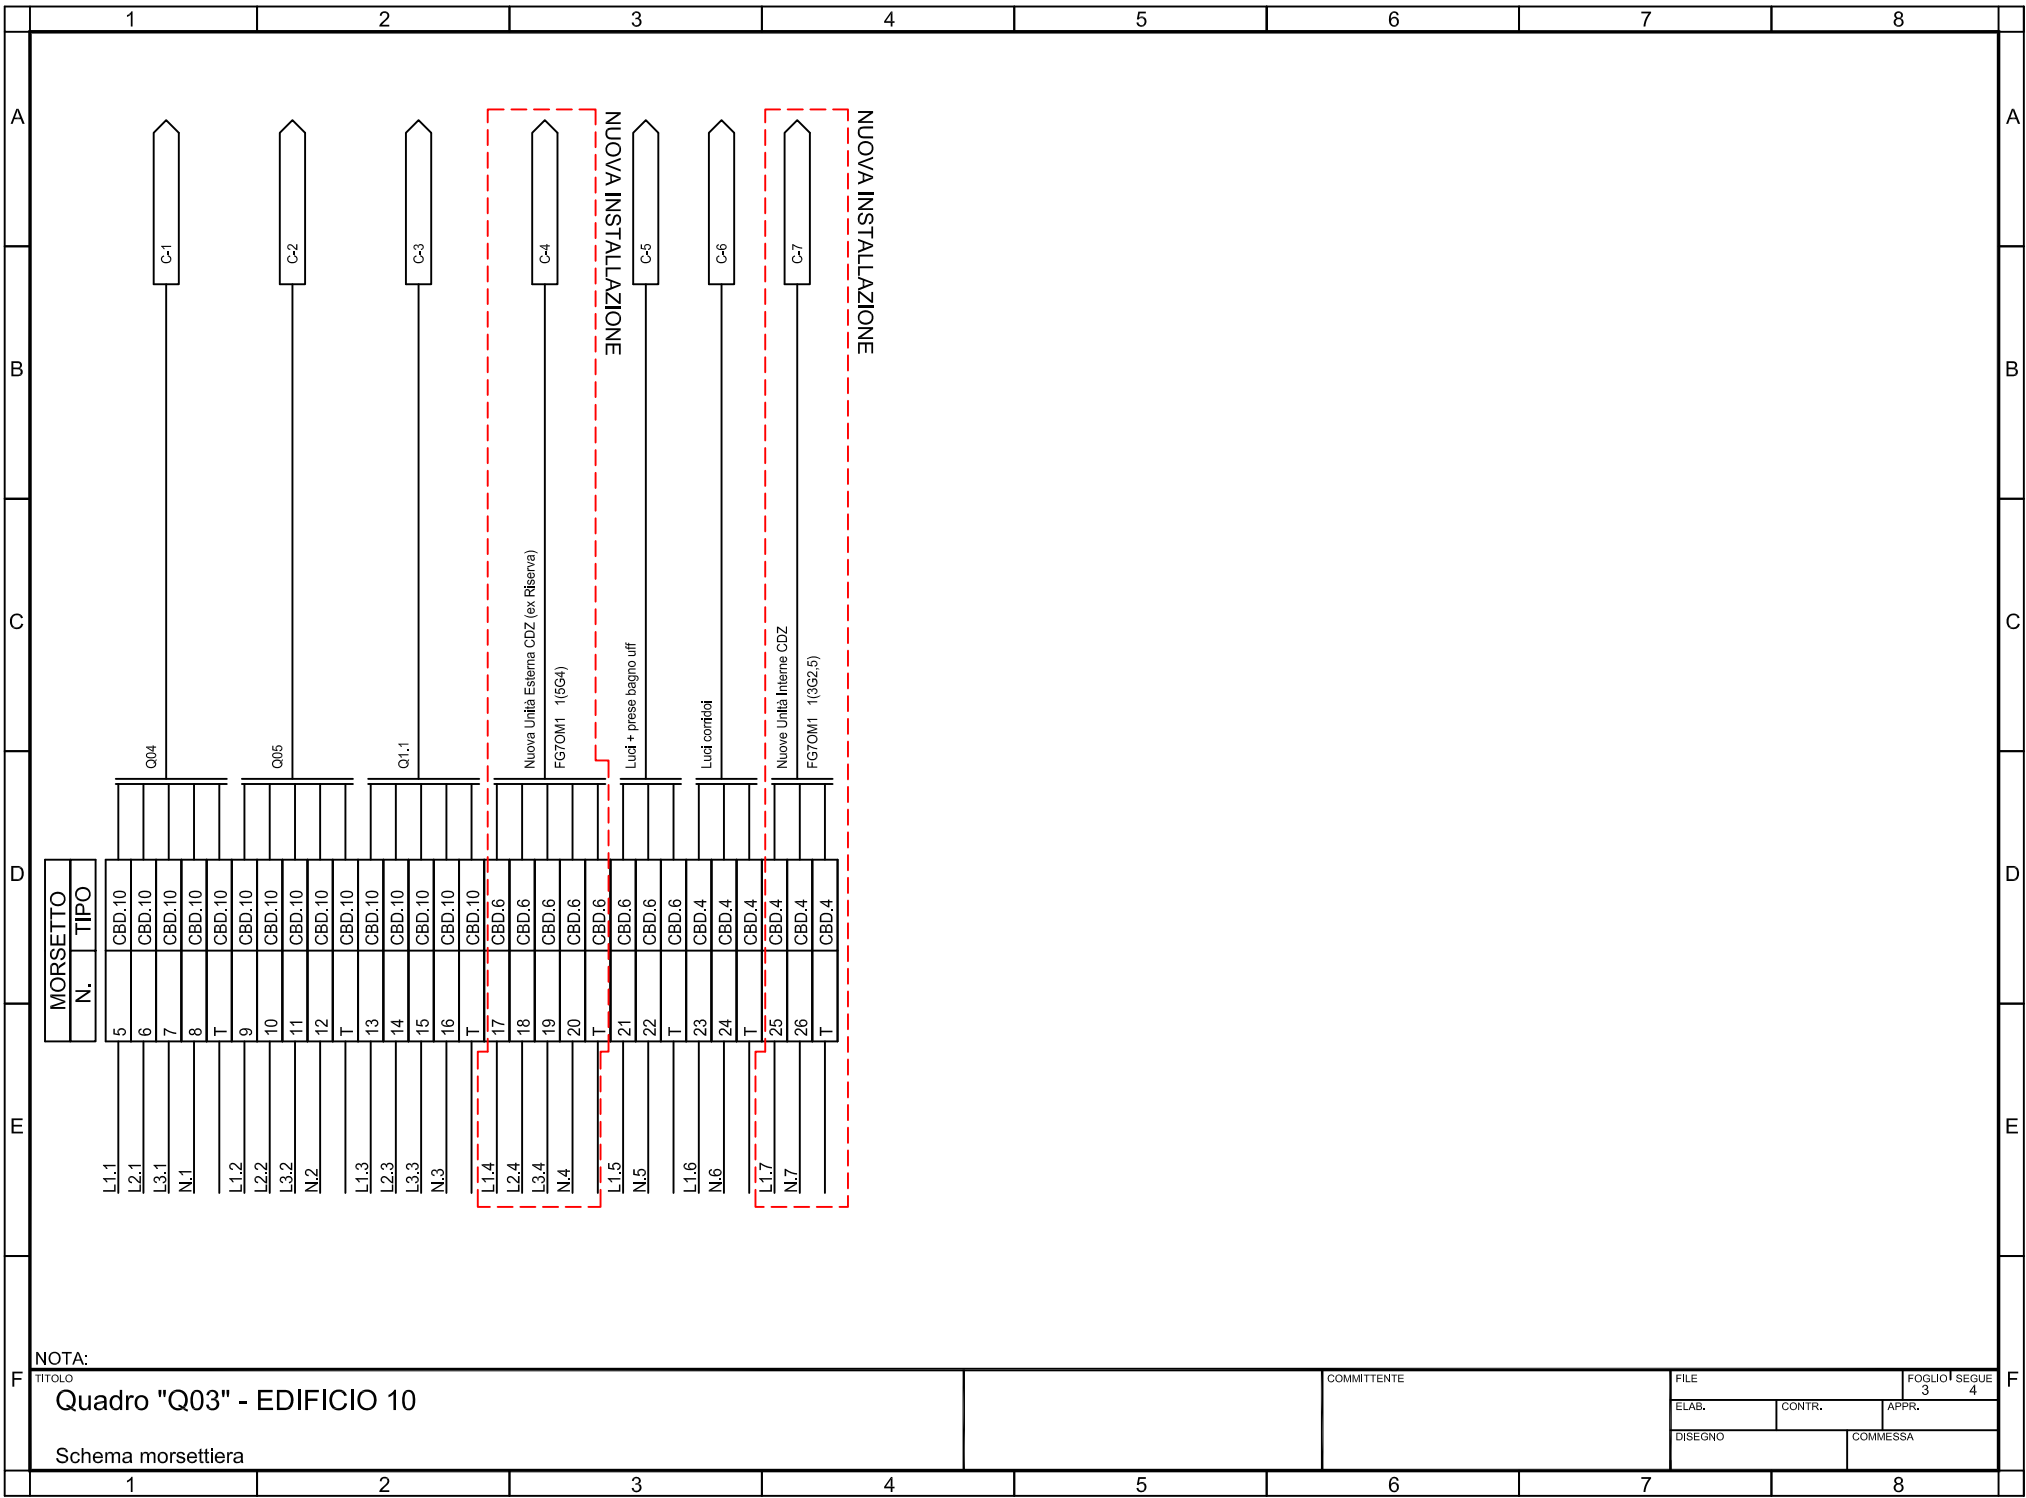 1 2 3 4 5 6 7 8
A A
B B
C C
D D
E E
F F
C-1
C-2
C-3
C-4
C-5
C-6
C-7
NUOVA INSTALLAZIONE
NUOVA INSTALLAZIONE
Q04
Q05
Q1.1
Nuova Unità Esterna CDZ (ex Riserva)
FG7OM1 1(5G4)
Luci + prese bagno uff
Luci corridoi
Nuove Unità Interne CDZ
FG7OM1 1(3G2,5)
MORSETTO
N. TIPO
5 CBD.10
6 CBD.10
7 CBD.10
8 CBD.10
T CBD.10
9 CBD.10
10 CBD.10
11 CBD.10
12 CBD.10
T CBD.10
13 CBD.10
14 CBD.10
15 CBD.10
16 CBD.10
T CBD.10
17 CBD.6
18 CBD.6
19 CBD.6
20 CBD.6
T CBD.6
21 CBD.6
22 CBD.6
T CBD.6
23 CBD.4
24 CBD.4
T CBD.4
25 CBD.4
26 CBD.4
T CBD.4
L1.1
L2.1
L3.1
N.1
L1.2
L2.2
L3.2
N.2
L1.3
L2.3
L3.3
N.3
L1.4
L2.4
L3.4
N.4
L1.5
N.5
L1.6
N.6
L1.7
N.7
NOTA:
TITOLO
Quadro "Q03" - EDIFICIO 10
Schema morsettiera
COMMITTENTE
FILE
FOGLIO SEGUE
3 4
ELAB. CONTR. APPR.
DISEGNO COMMESSA
1 2 3 4 5 6 7 8